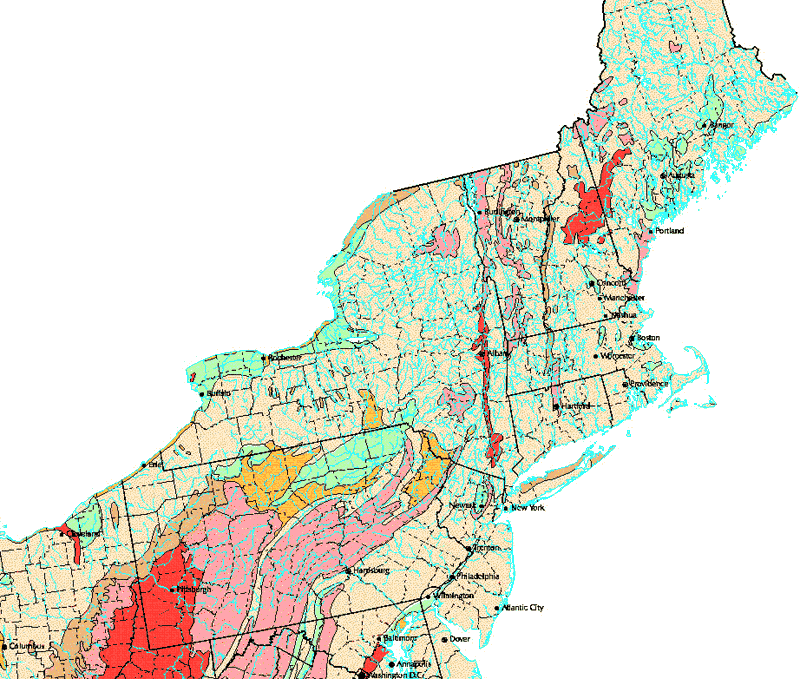 Bangor
Augusta
Burlington
Montpelier
Portland
Concord
Manchester
Nashua
Boston
Albany
Worcester
Rochester
Providence
Buffalo
Hartford
Erie
Newark
New York
Cleveland
Trenton
Harrisburg
Philadelphia
Pittsburgh
Wilmington
Atlantic City
Baltimore
Dover
Columbus
Annapolis
Washington D.C.